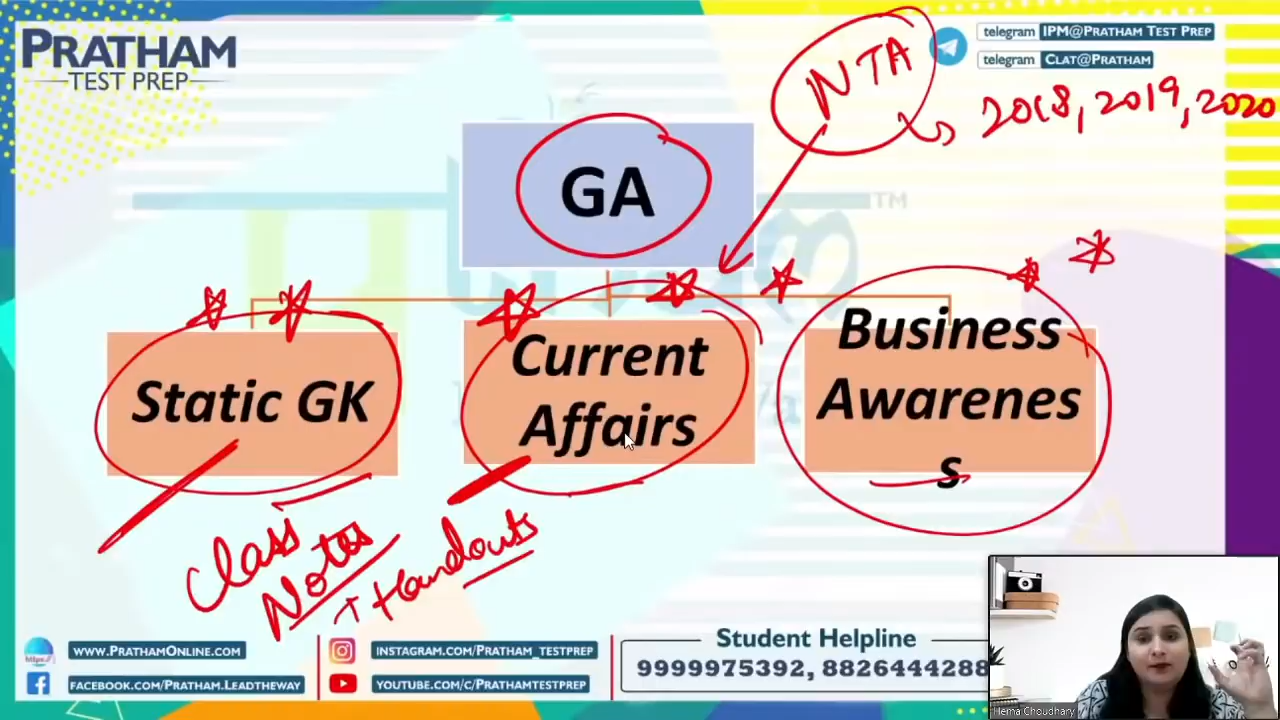 PRATHAM
TEST PREP
telegram IPM@PRATHAM TEST PREP
telegram CLAT@PRATHAM
NTA
2018, 2019, 2020
GA
TM
Static GK
Current
Affairs
Business
Awarenes
s
Class
Notes
+ Handouts
https://
WWW.PRATHAMONLINE.COM
FACEBOOK.COM/PRATHAM.LEADTHEWAY
INSTAGRAM.COM/PRATHAM_TESTPREP
YOUTUBE.COM/C/PRATHAMTESTPREP
Student Helpline
9999975392, 8826444288
Hema Choudhary